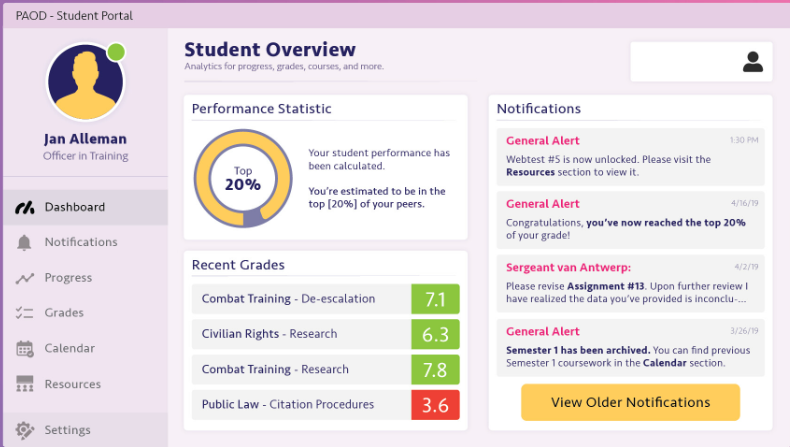 PAOD - Student Portal
Jan Alleman
Officer in Training
Dashboard
Notifications
Progress
Grades
Calendar
Resources
Settings
Student Overview
Analytics for progress, grades, courses, and more.
Performance Statistic
Top
20%
Your student performance has
been calculated.
You're estimated to be in the
top [20%] of your peers.
Recent Grades
Combat Training - De-escalation 7.1
Civilian Rights - Research 6.3
Combat Training - Research 7.8
Public Law - Citation Procedures 3.6
Notifications
General Alert 1:30 PM
Webtest #5 is now unlocked. Please visit the
Resources section to view it.
General Alert 4/16/19
Congratulations, you've now reached the top 20%
of your grade!
Sergeant van Antwerp: 4/2/19
Please revise Assignment #13. Upon further review I
have realized the data you've provided is inconclu-...
General Alert 3/26/19
Semester 1 has been archived. You can find previous
Semester 1 coursework in the Calendar section.
View Older Notifications